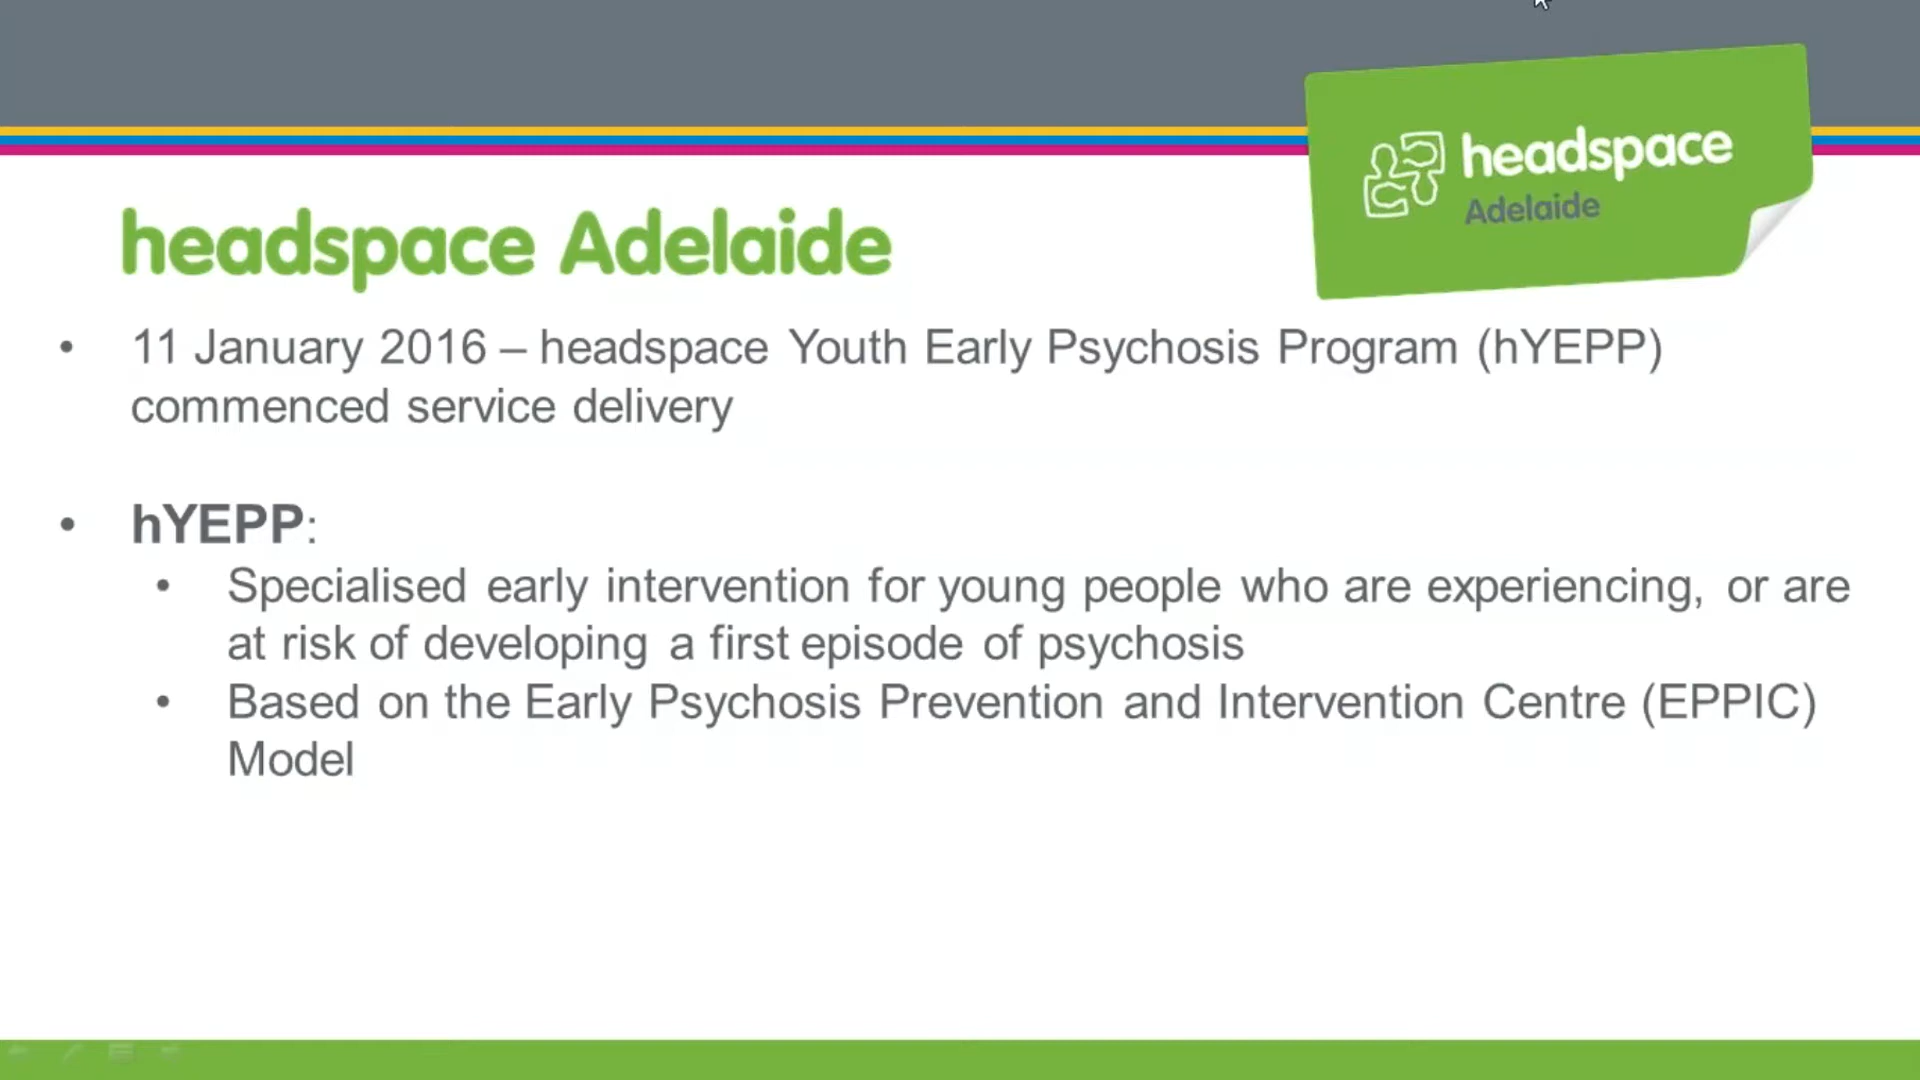 headspace
Adelaide
headspace Adelaide
• 11 January 2016 – headspace Youth Early Psychosis Program (hYEPP)
commenced service delivery
• hYEPP:
• Specialised early intervention for young people who are experiencing, or are
at risk of developing a first episode of psychosis
• Based on the Early Psychosis Prevention and Intervention Centre (EPPIC)
Model